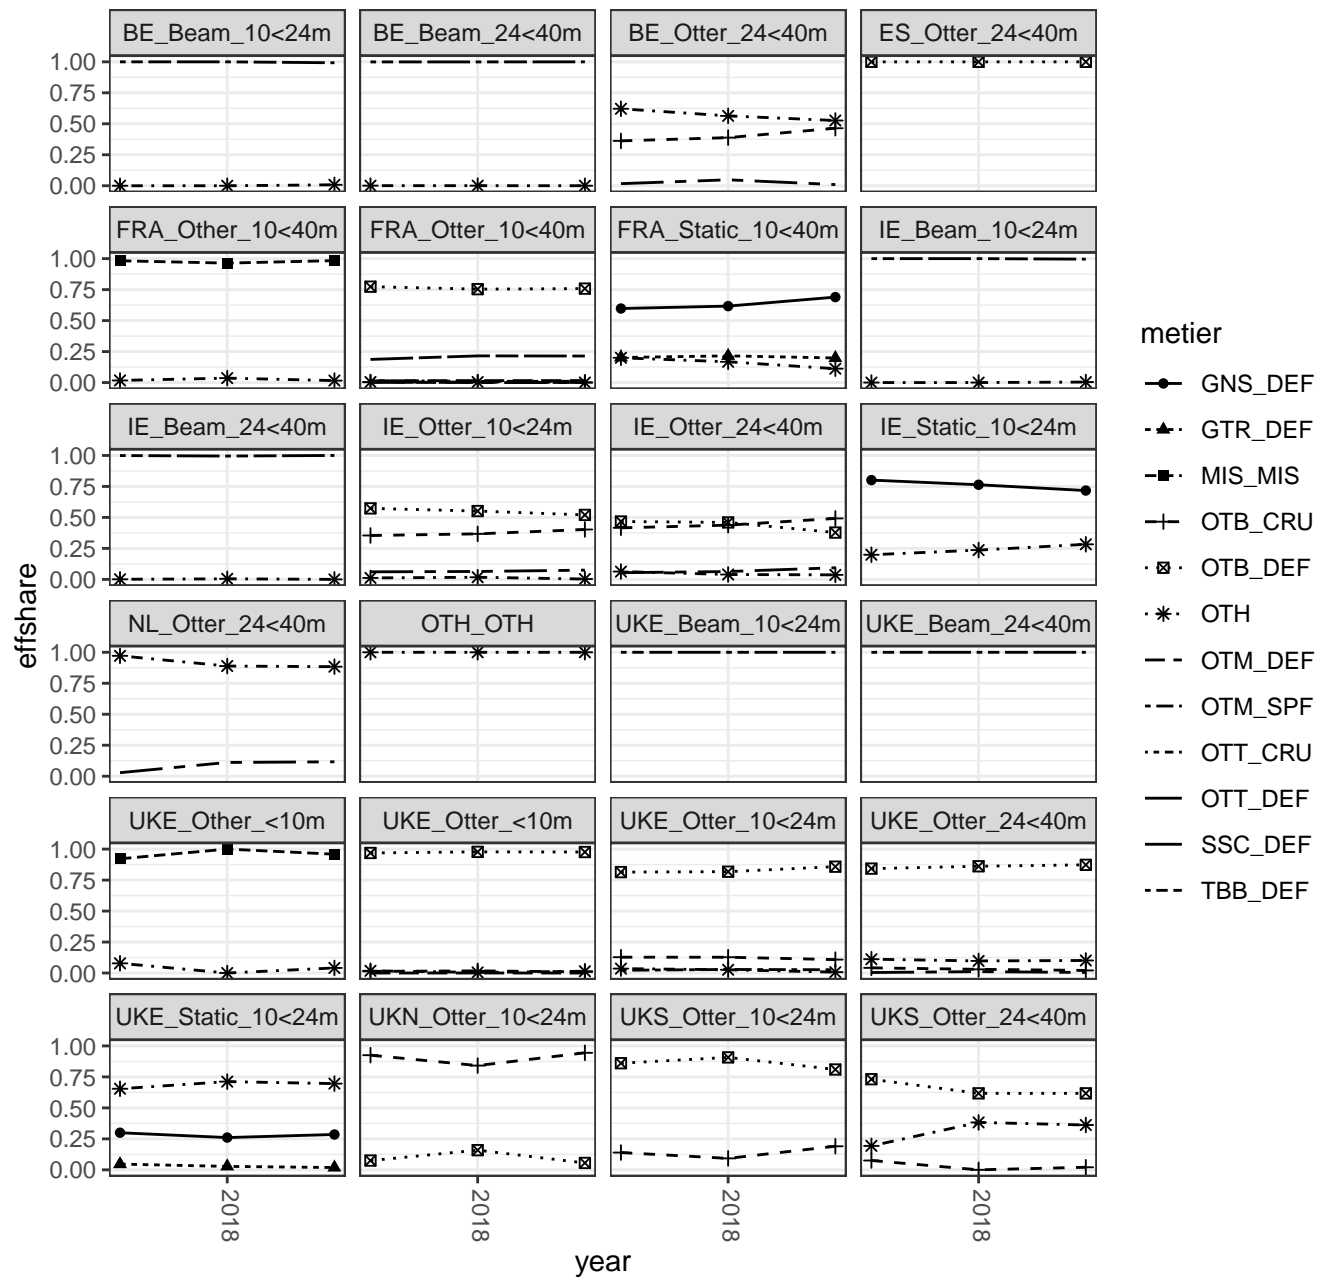 BE_Beam_10<24m BE_Beam_24<40m BE_Otter_24<40m ES_Otter_24<40m
1.00
0.75
0.50
0.25
0.00
FRA_Other_10<40m FRA_Otter_10<40m FRA_Static_10<40m IE_Beam_10<24m
1.00
0.75
0.50
0.25
0.00
IE_Beam_24<40m IE_Otter_10<24m IE_Otter_24<40m IE_Static_10<24m
1.00
0.75
0.50
0.25
0.00
NL_Otter_24<40m OTH_OTH UKE_Beam_10<24m UKE_Beam_24<40m
1.00
0.75
0.50
0.25
0.00
UKE_Other_<10m UKE_Otter_<10m UKE_Otter_10<24m UKE_Otter_24<40m
1.00
0.75
0.50
0.25
0.00
UKE_Static_10<24m UKN_Otter_10<24m UKS_Otter_10<24m UKS_Otter_24<40m
1.00
0.75
0.50
0.25
0.00
2018 2018 2018 2018
year
effshare
metier
GNS_DEF
GTR_DEF
MIS_MIS
OTB_CRU
OTB_DEF
OTH
OTM_DEF
OTM_SPF
OTT_CRU
OTT_DEF
SSC_DEF
TBB_DEF